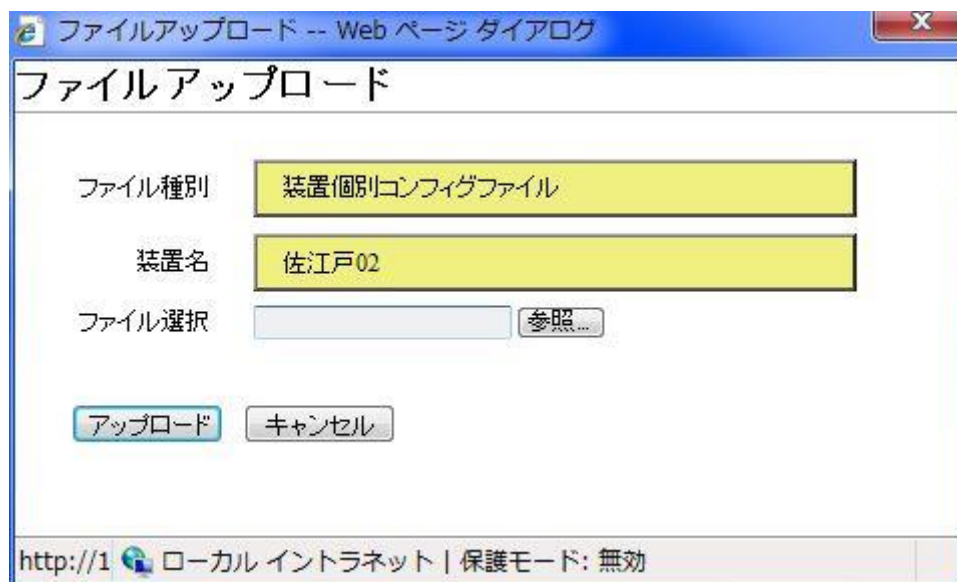 ファイルアップロード -- Web ページ ダイアログ
ファイルアップロード
ファイル種別 装置個別コンフィグファイル
装置名 佐江戸02
ファイル選択 参照...
アップロード キャンセル
http://1 ローカル イントラネット | 保護モード: 無効